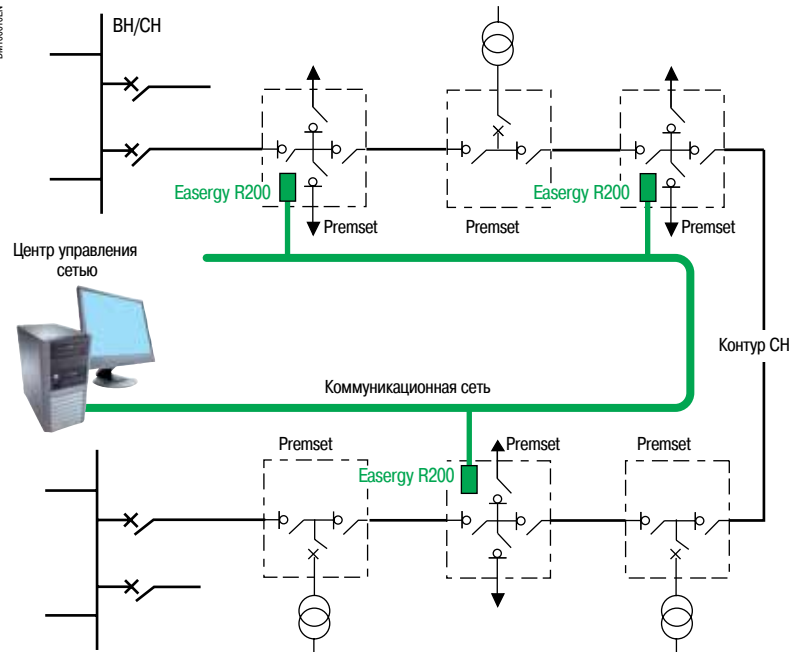 ВН/СН
Easergy R200
Premset
Premset
Easergy R200
Premset
Центр управления
сетью
Контур СН
Коммуникационная сеть
Premset
Easergy R200
Premset
Premset